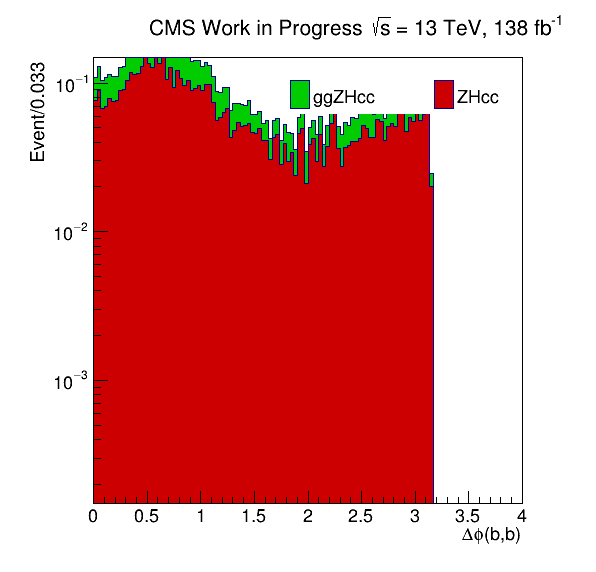 CMS Work in Progress √s = 13 TeV, 138 fb⁻¹
Event/0.033
ggZHcc ZHcc
10⁻¹
10⁻²
10⁻³
0 0.5 1 1.5 2 2.5 3 3.5 4
Δϕ(b,b)